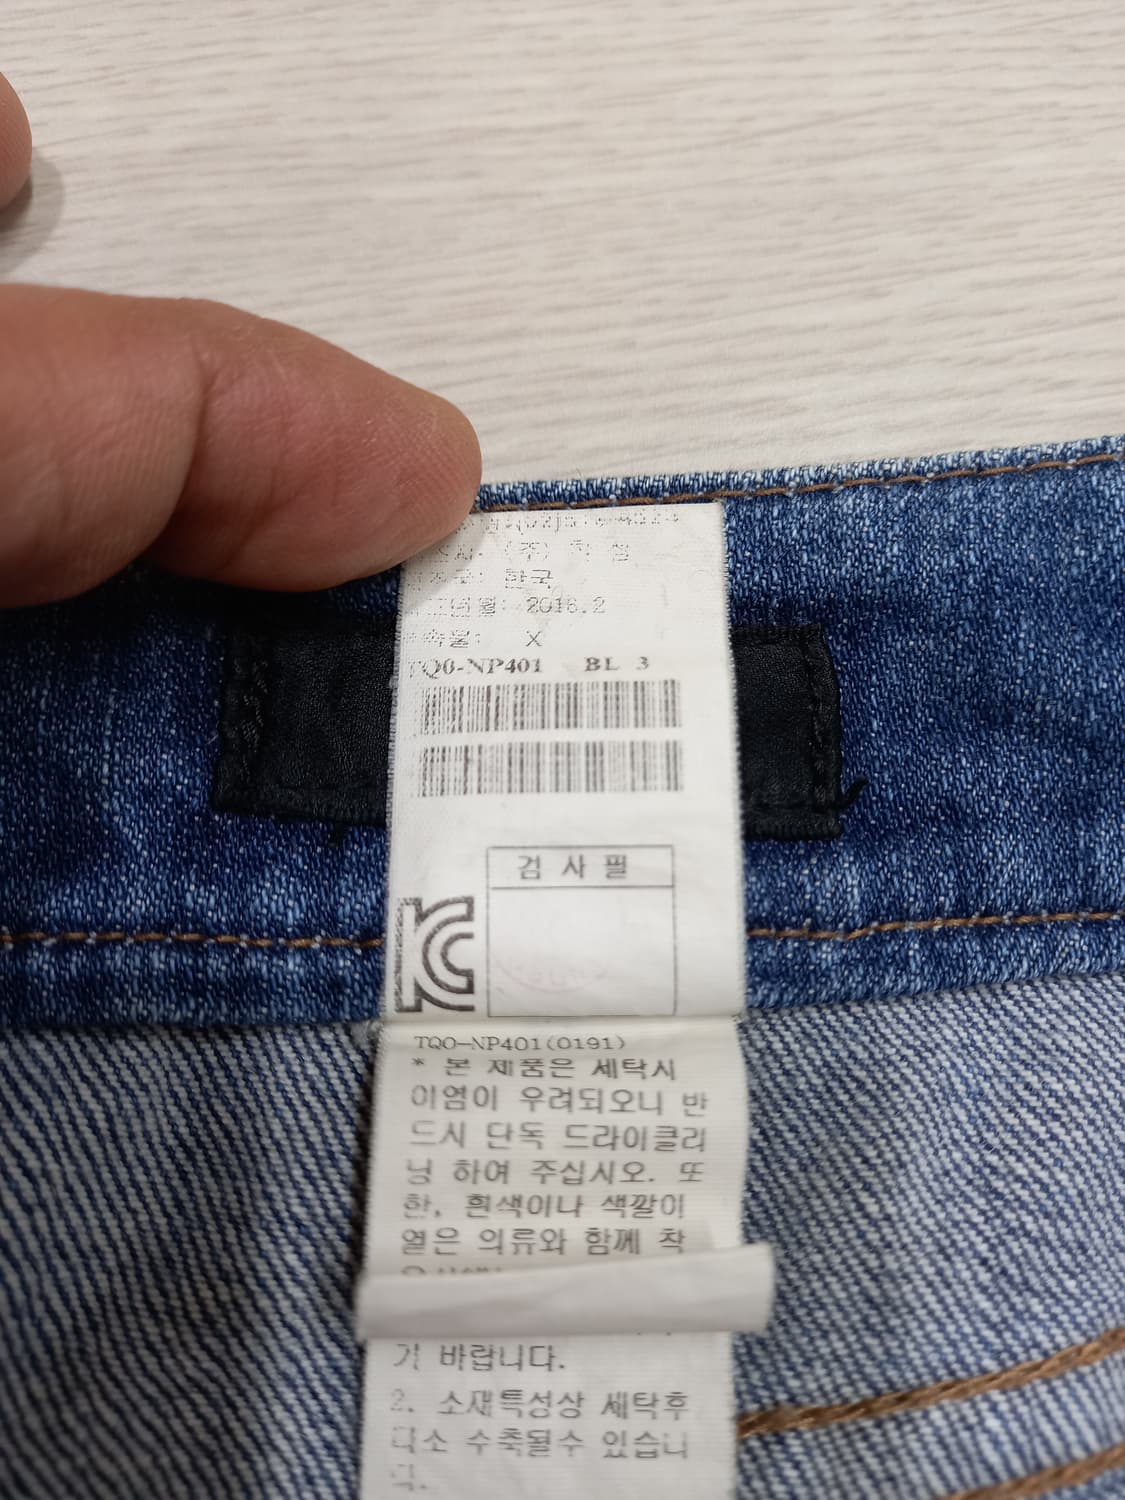 (주)
한국
2016.2
X
TQ0-NP401 BL 3
검 사 필
TQO-NP401(0191)
* 본 제품은 세탁시
이염이 우려되오니 반
드시 단독 드라이클리
닝 하여 주십시오. 또
한, 흰색이나 색깔이
옅은 의류와 함께 착
기 바랍니다.
2. 소재특성상 세탁후
다소 수축될수 있습니
다.